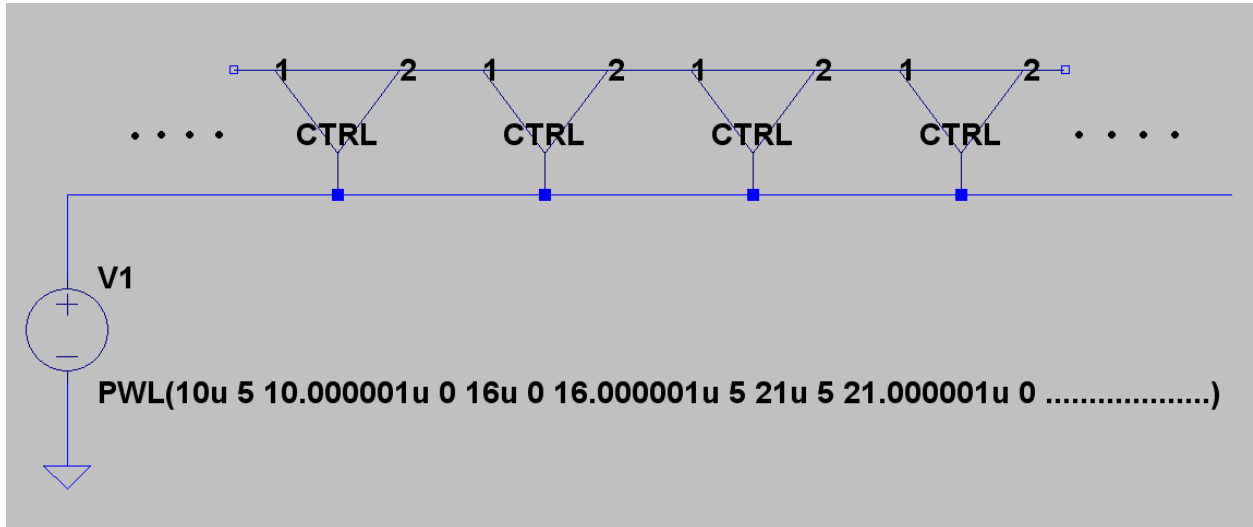 1 2 1 2 1 2 1 2
CTRL CTRL CTRL CTRL
V1
PWL(10u 5 10.000001u 0 16u 0 16.000001u 5 21u 5 21.000001u 0 ...................)